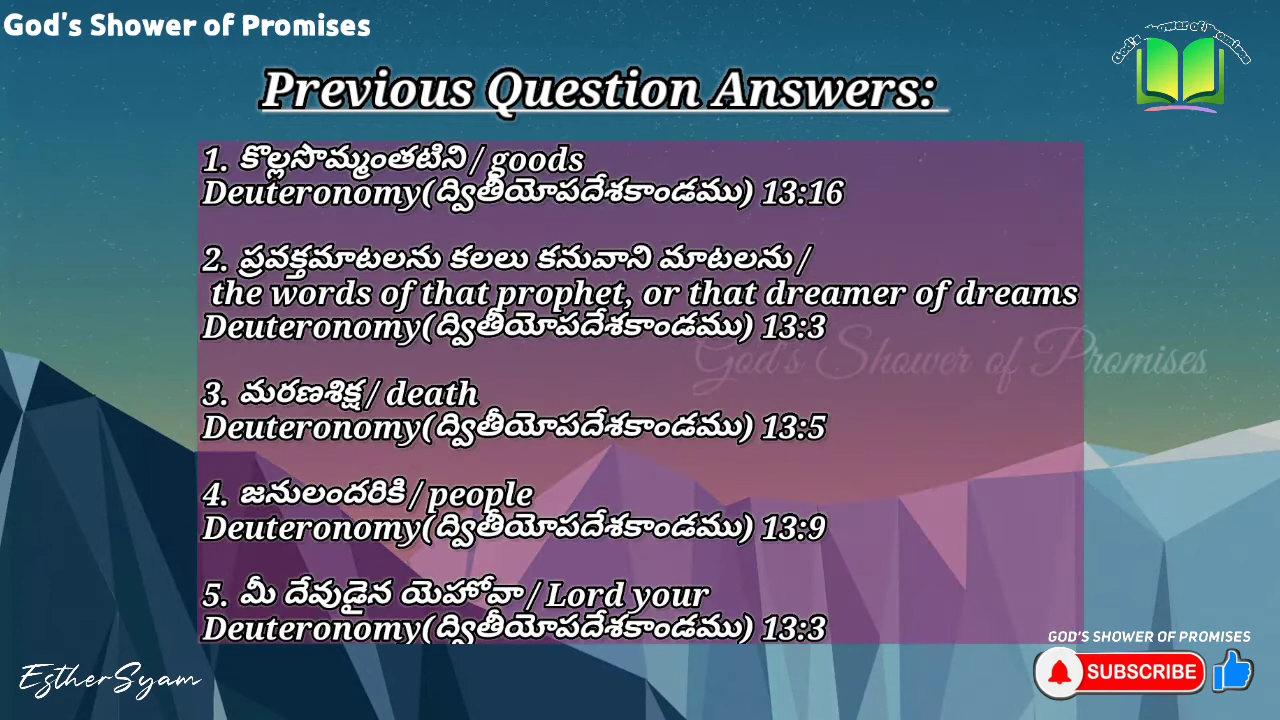 God's Shower of Promises
God's Shower of Promises
Previous Question Answers:
1. కొల్లసొమ్మంతటిని / goods
Deuteronomy(ద్వితీయోపదేశకాండము) 13:16
2. ప్రవక్తమాటలను కలలు కనువాని మాటలను /
the words of that prophet, or that dreamer of dreams
Deuteronomy(ద్వితీయోపదేశకాండము) 13:3
God's Shower of Promises
3. మరణశిక్ష / death
Deuteronomy(ద్వితీయోపదేశకాండము) 13:5
4. జనులందరికి / people
Deuteronomy(ద్వితీయోపదేశకాండము) 13:9
5. మీ దేవుడైన యెహోవా / Lord your
Deuteronomy(ద్వితీయోపదేశకాండము) 13:3
GOD'S SHOWER OF PROMISES
SUBSCRIBE
EstherSyam